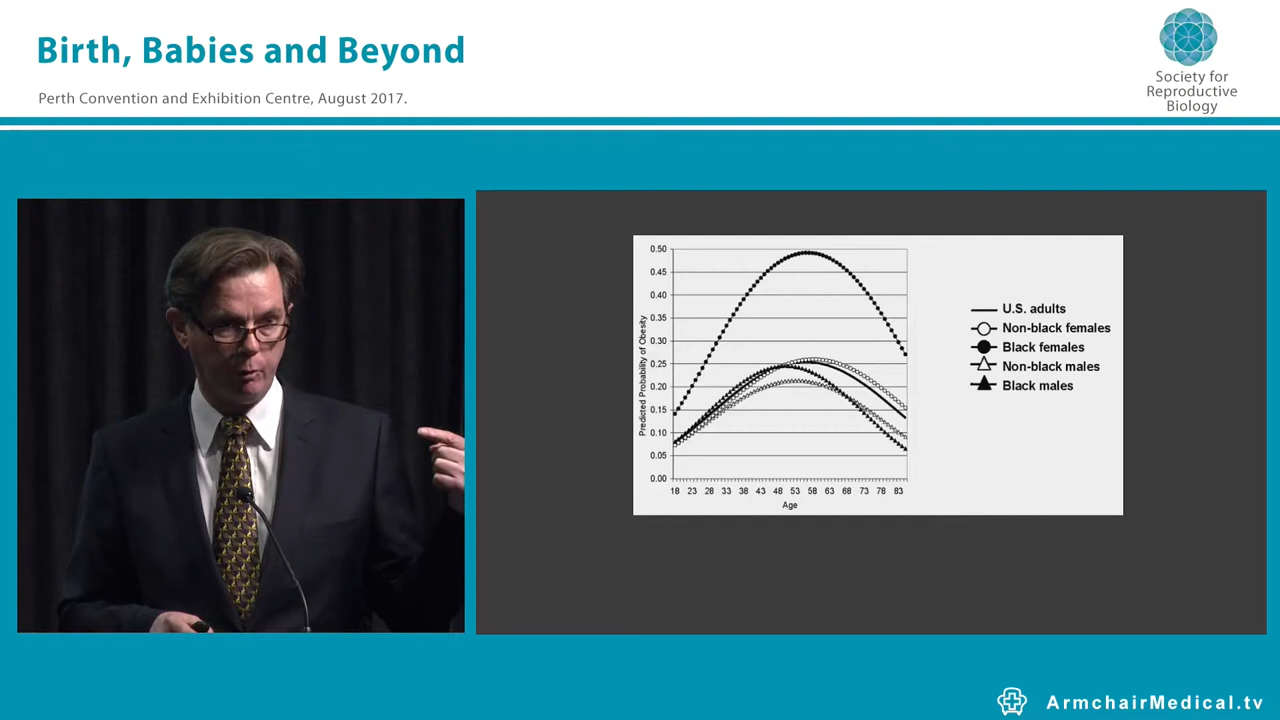 Birth, Babies and Beyond
Perth Convention and Exhibition Centre, August 2017.
Society for
Reproductive
Biology
Predicted Probability of Obesity
0.50
0.45
0.40
0.35
0.30
0.25
0.20
0.15
0.10
0.05
0.00
18 23 28 33 38 43 48 53 58 63 68 73 78 83
Age
U.S. adults
Non-black females
Black females
Non-black males
Black males
ArmchairMedical.tv